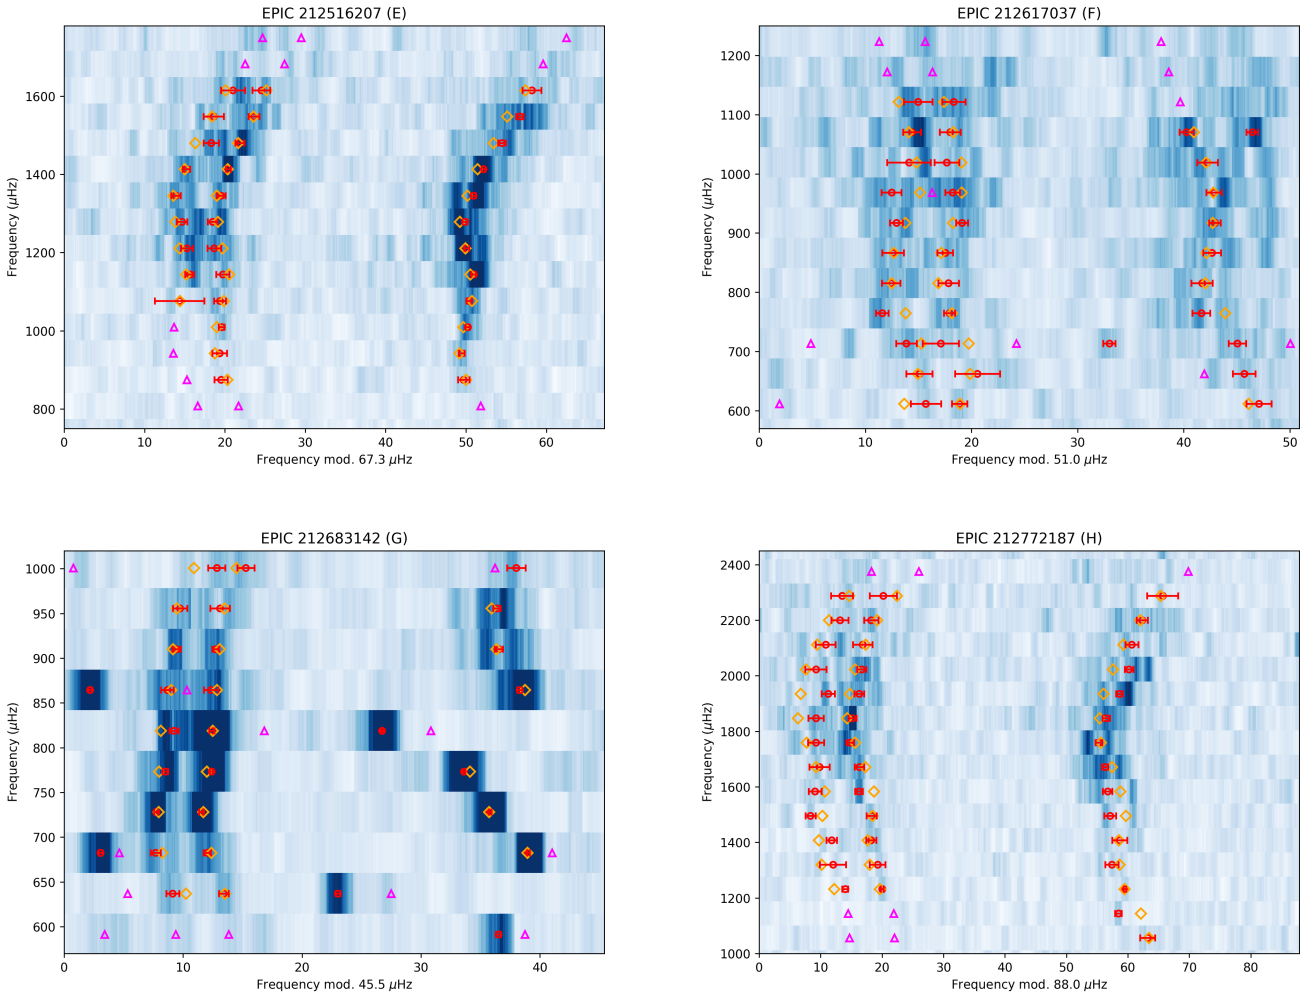 EPIC 212516207 (E)
Frequency (μHz)
1600
1400
1200
1000
800
0 10 20 30 40 50 60
Frequency mod. 67.3 μHz
EPIC 212617037 (F)
Frequency (μHz)
1200
1100
1000
900
800
700
600
0 10 20 30 40 50
Frequency mod. 51.0 μHz
EPIC 212683142 (G)
Frequency (μHz)
1000
950
900
850
800
750
700
650
600
0 10 20 30 40
Frequency mod. 45.5 μHz
EPIC 212772187 (H)
Frequency (μHz)
2400
2200
2000
1800
1600
1400
1200
1000
0 10 20 30 40 50 60 70 80
Frequency mod. 88.0 μHz